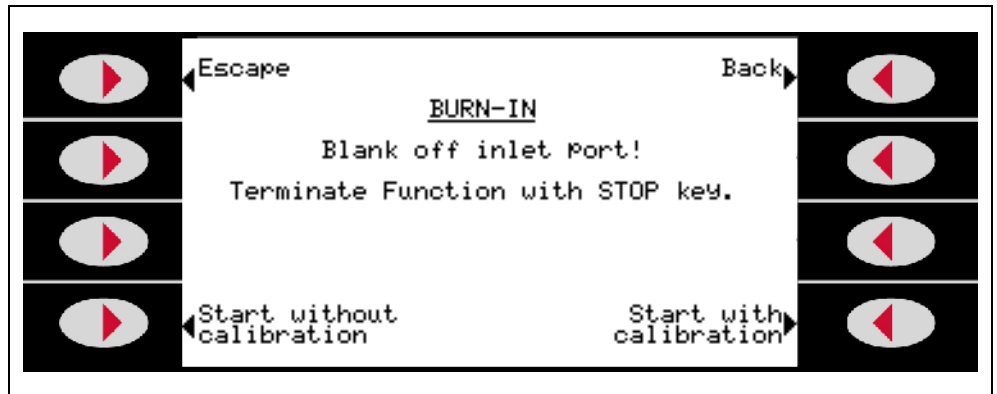 Escape Back
BURN-IN
Blank off inlet Port!
Terminate Function with STOP key.
Start without Start with
calibration calibration